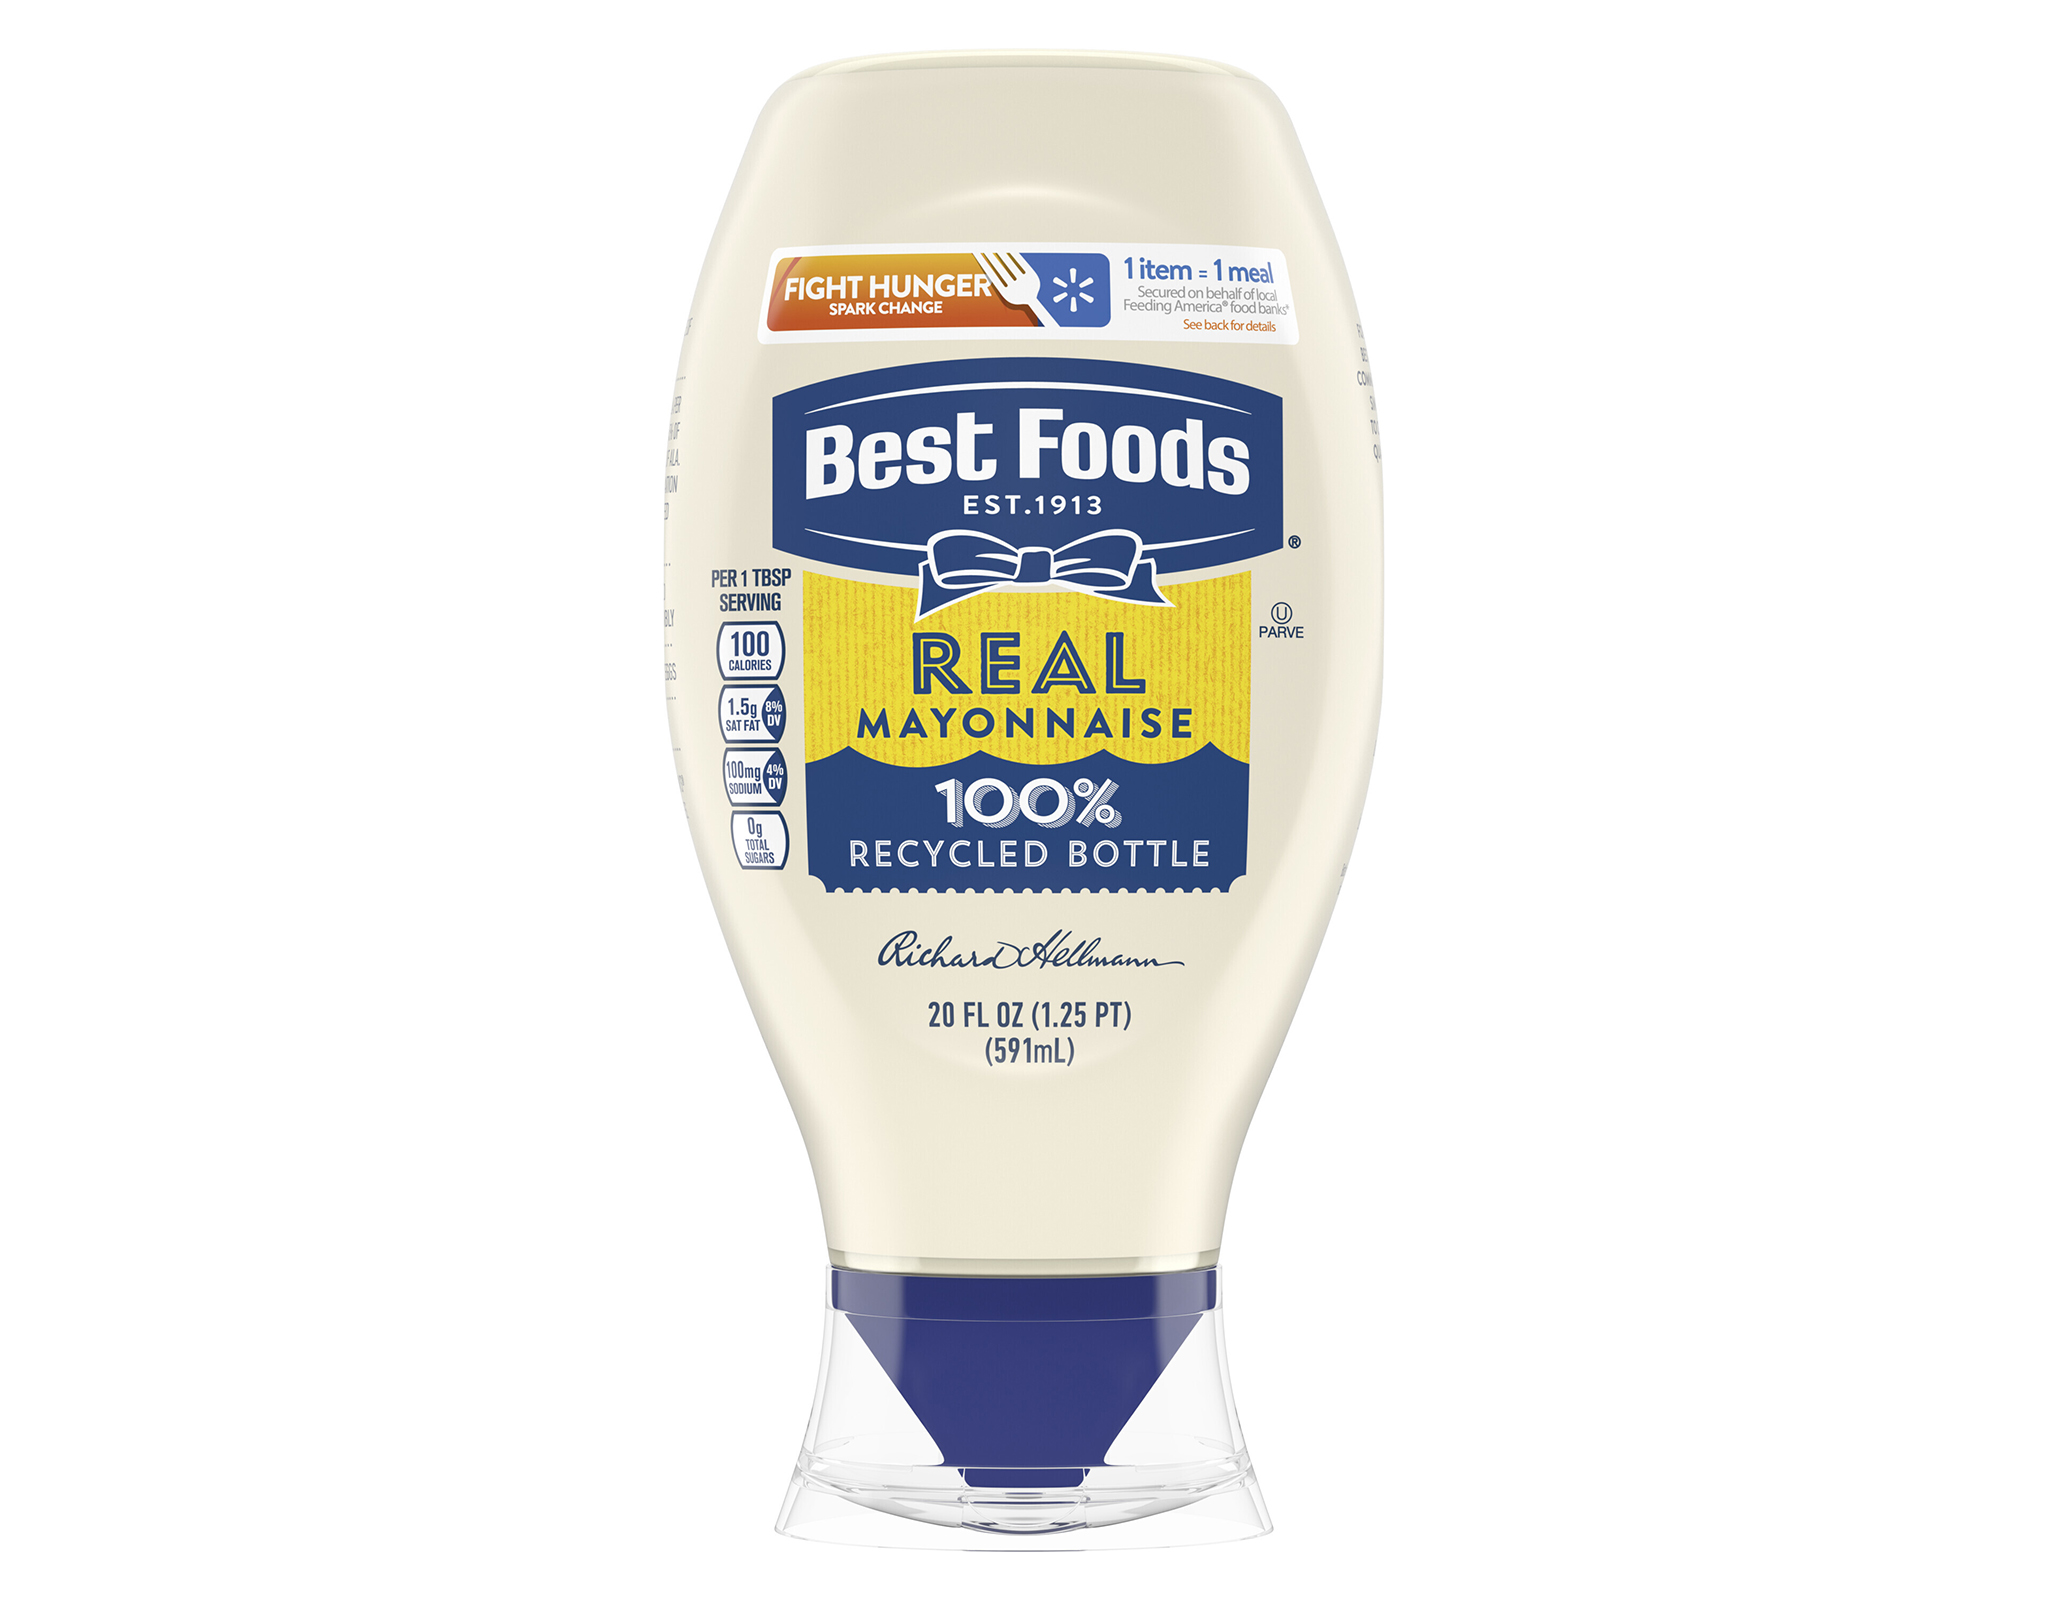 FIGHT HUNGER
SPARK CHANGE
1 item = 1 meal
Secured on behalf of local
Feeding America® food banks*
See back for details
Best Foods
EST.1913
®
PER 1 TBSP
SERVING
100
CALORIES
1.5g
SAT FAT
8%
DV
100mg
SODIUM
4%
DV
0g
TOTAL
SUGARS
U
PARVE
REAL
MAYONNAISE
100%
RECYCLED BOTTLE
Richard Hellmann
20 FL OZ (1.25 PT)
(591mL)